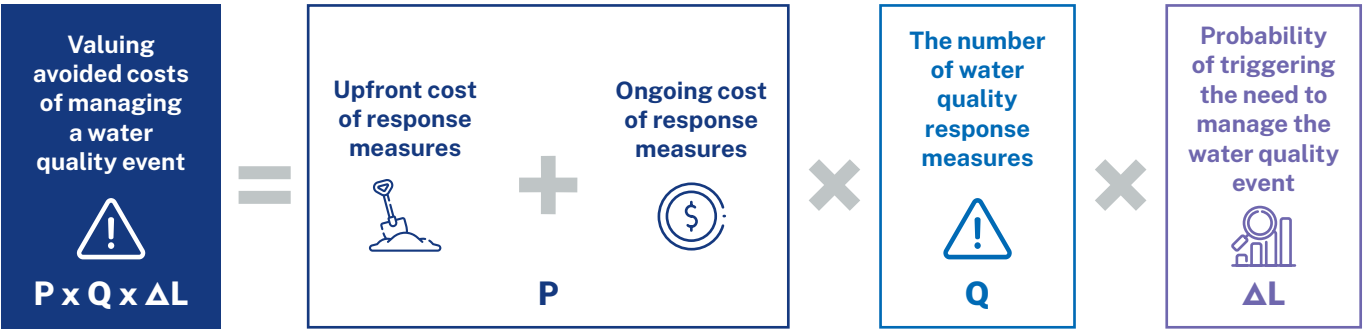 Valuing
avoided costs
of managing
a water
quality event
P x Q x ΔL
=
Upfront cost
of response
measures
+
Ongoing cost
of response
measures
$
P
×
The number
of water
quality
response
measures
Q
×
Probability
of triggering
the need to
manage the
water quality
event
ΔL